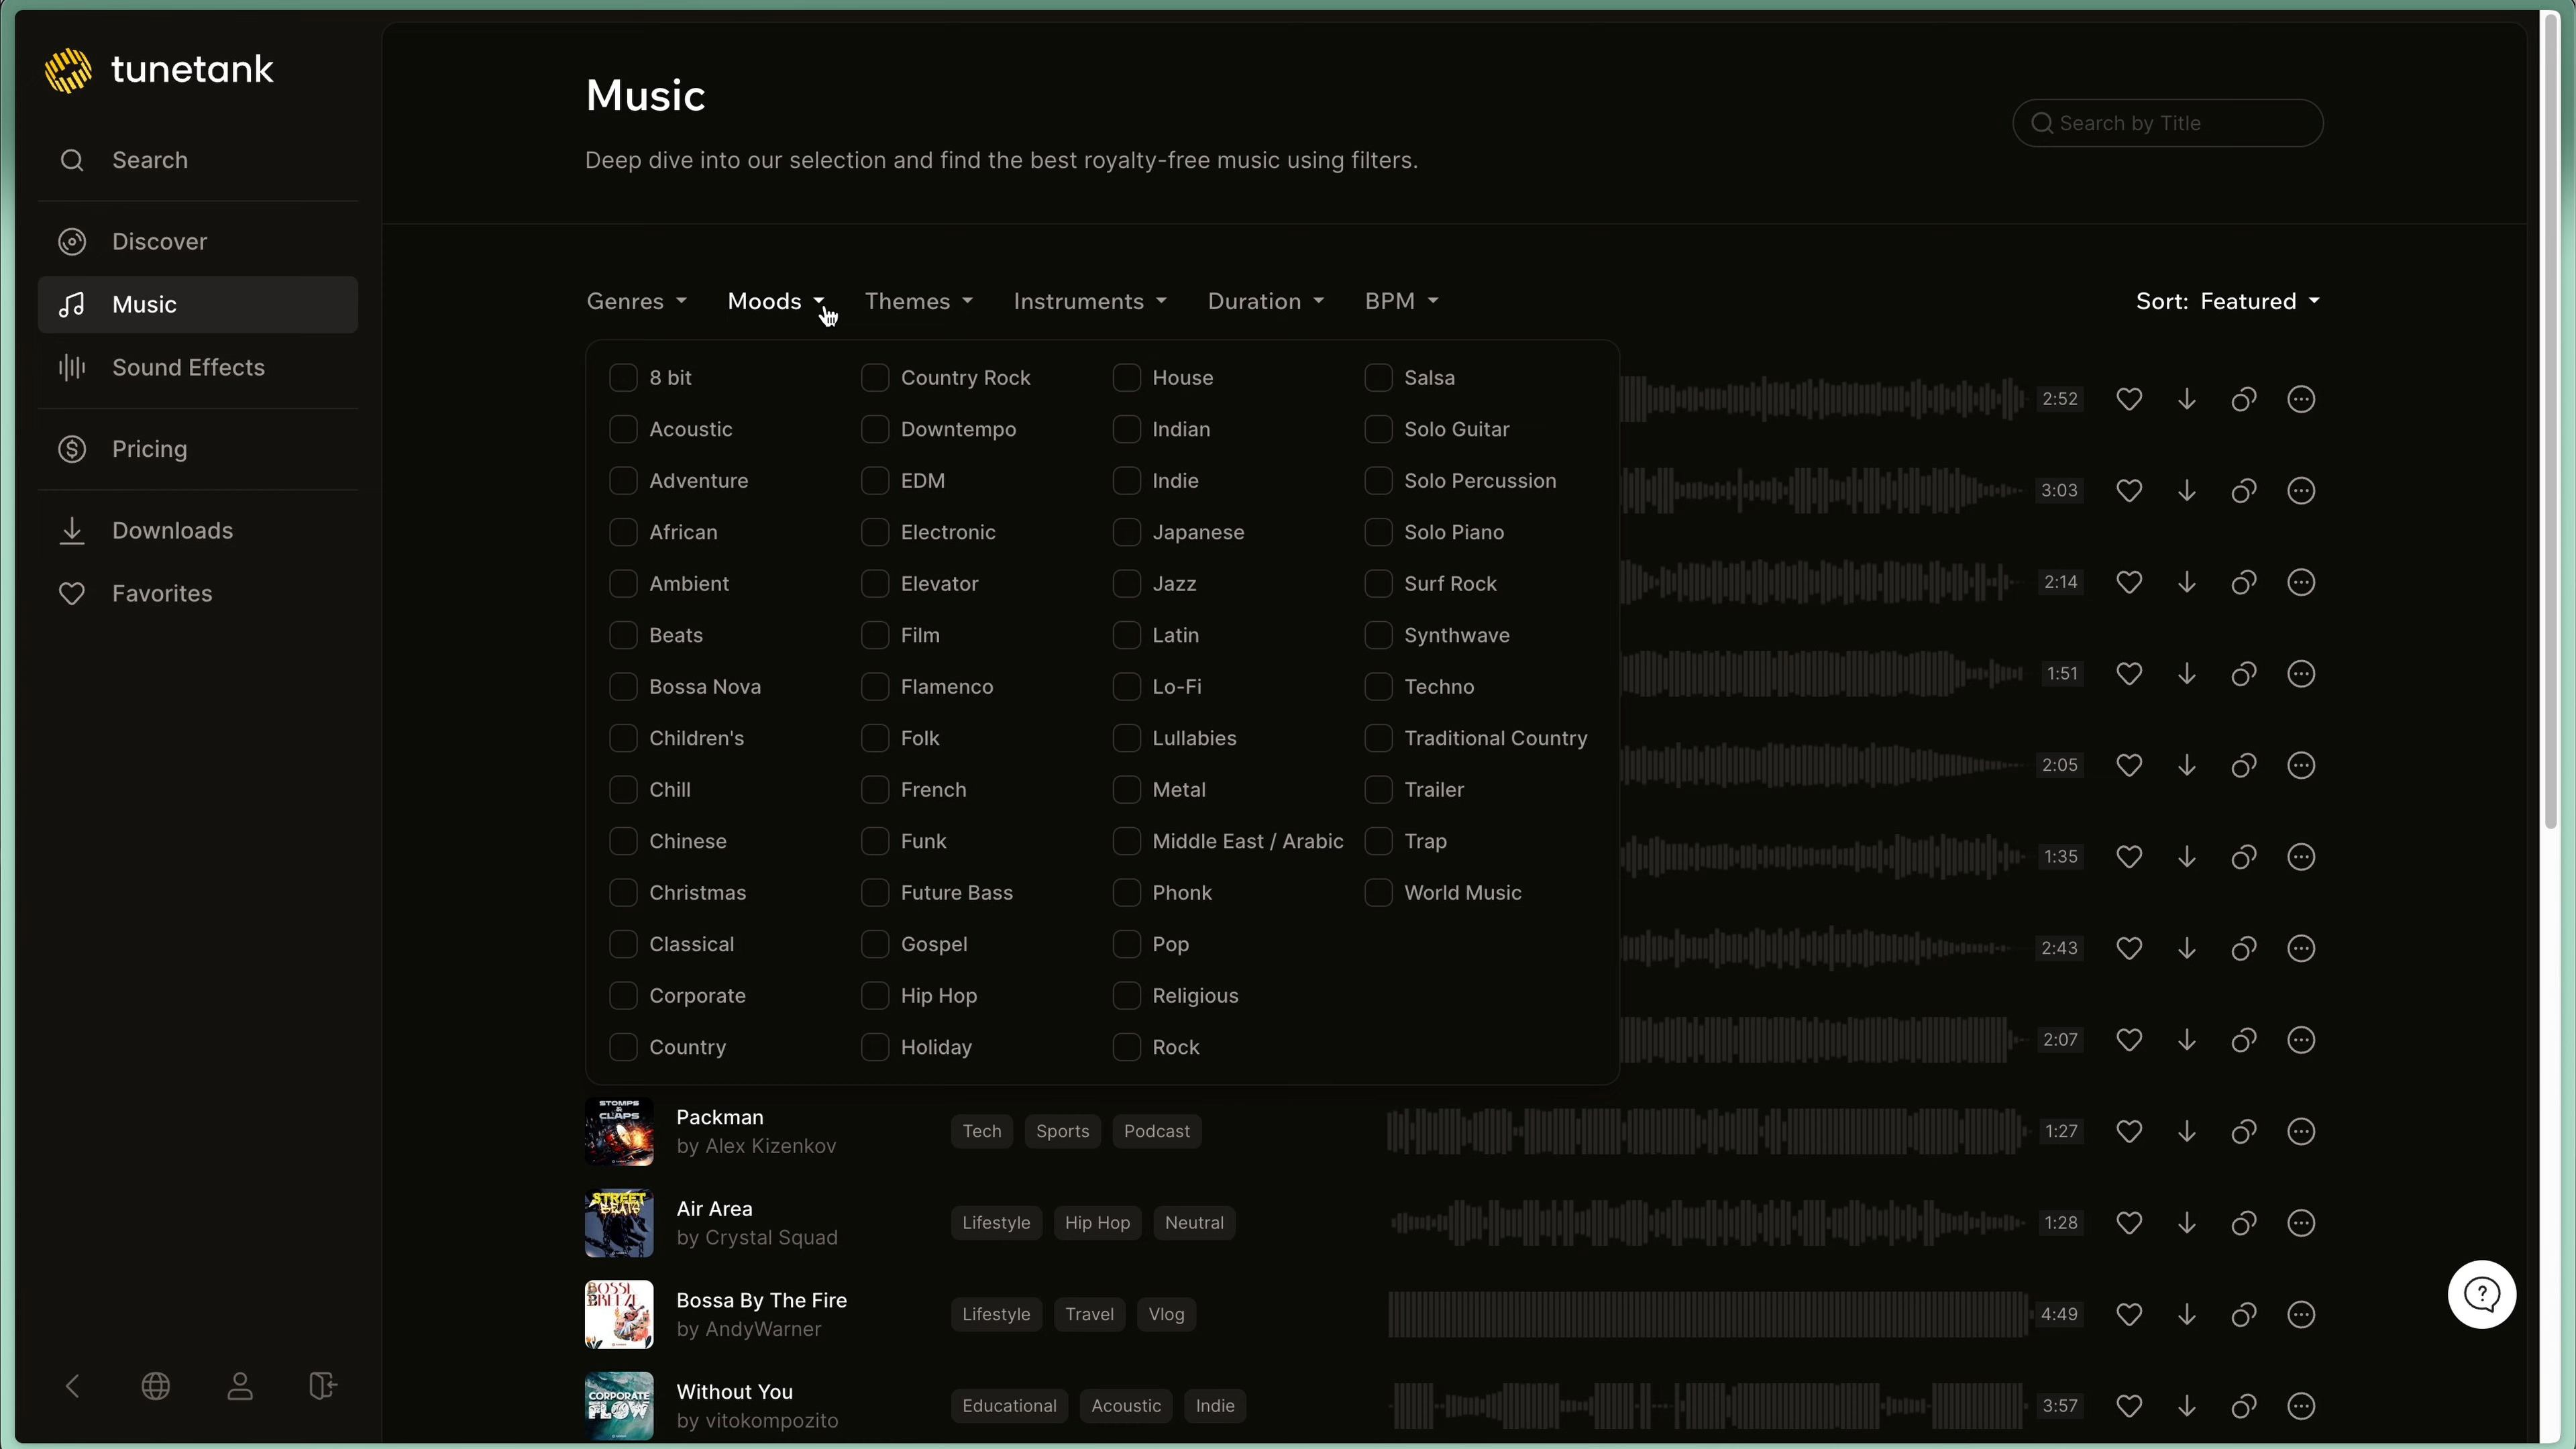 tunetank
Search
Discover
Music
Sound Effects
Pricing
Downloads
Favorites
Music
Deep dive into our selection and find the best royalty-free music using filters.
Search by Title
Genres Moods Themes Instruments Duration BPM
Sort: Featured
8 bit Country Rock House Salsa
Acoustic Downtempo Indian Solo Guitar
Adventure EDM Indie Solo Percussion
African Electronic Japanese Solo Piano
Ambient Elevator Jazz Surf Rock
Beats Film Latin Synthwave
Bossa Nova Flamenco Lo-Fi Techno
Children's Folk Lullabies Traditional Country
Chill French Metal Trailer
Chinese Funk Middle East / Arabic Trap
Christmas Future Bass Phonk World Music
Classical Gospel Pop
Corporate Hip Hop Religious
Country Holiday Rock
2:52
3:03
2:14
1:51
2:05
1:35
2:43
2:07
STOMPS
&
CLAPS
Packman
by Alex Kizenkov
Tech Sports Podcast
1:27
STREET
BEATS
Air Area
by Crystal Squad
Lifestyle Hip Hop Neutral
1:28
Bossa By The Fire
by AndyWarner
Lifestyle Travel Vlog
4:49
CORPORATE
FLOW
Without You
by vitokompozito
Educational Acoustic Indie
3:57